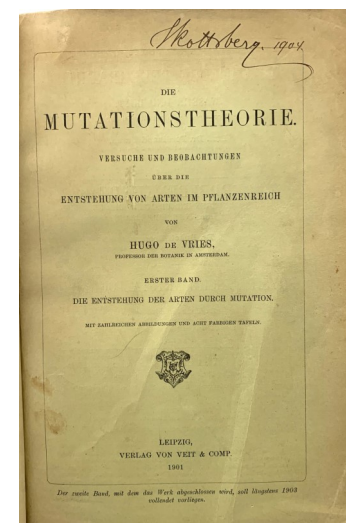 Skottsberg. 1904
DIE
MUTATIONSTHEORIE.
VERSUCHE UND BEOBACHTUNGEN
ÜBER DIE
ENTSTEHUNG VON ARTEN IM PFLANZENREICH
VON
HUGO DE VRIES,
PROFESSOR DER BOTANIK IN AMSTERDAM.
ERSTER BAND.
DIE ENTSTEHUNG DER ARTEN DURCH MUTATION.
MIT ZAHLREICHEN ABBILDUNGEN UND ACHT FARBIGEN TAFELN.
LEIPZIG,
VERLAG VON VEIT & COMP.
1901
Der zweite Band, mit dem das Werk abgeschlossen wird, soll längstens 1903
vollendet vorliegen.